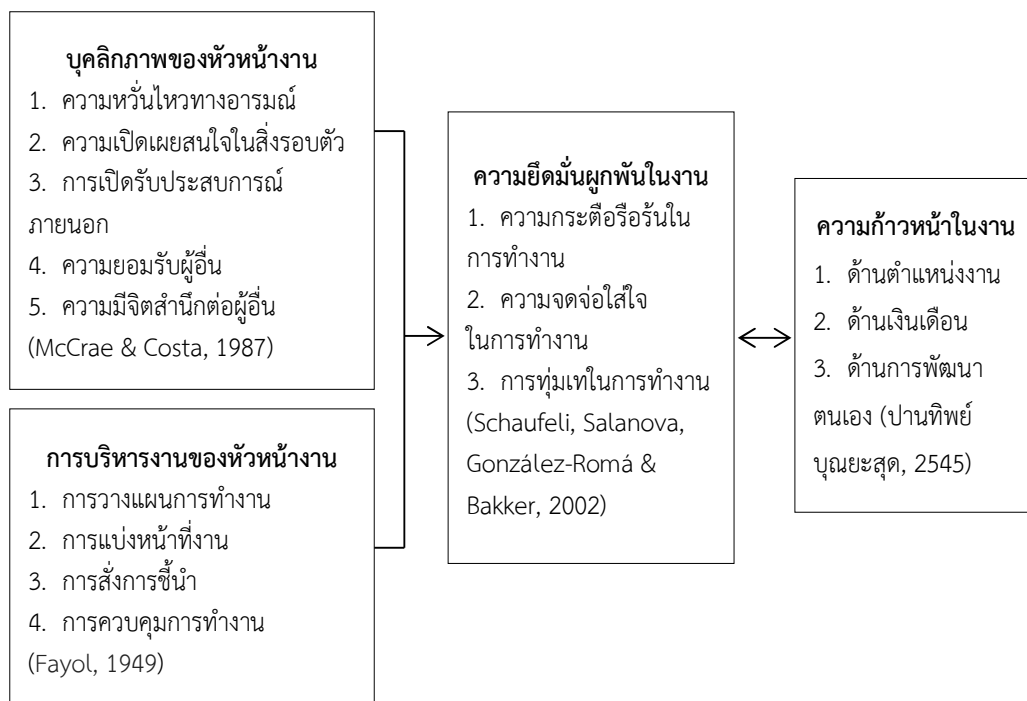 บุคลิกภาพของหัวหน้างาน
1. ความหวั่นไหวทางอารมณ์
2. ความเปิดเผยสนใจในสิ่งรอบตัว
3. การเปิดรับประสบการณ์
ภายนอก
4. ความยอมรับผู้อื่น
5. ความมีจิตสำนึกต่อผู้อื่น
(McCrae & Costa, 1987)
การบริหารงานของหัวหน้างาน
1. การวางแผนการทำงาน
2. การแบ่งหน้าที่งาน
3. การสั่งการชี้นำ
4. การควบคุมการทำงาน
(Fayol, 1949)
ความยึดมั่นผูกพันในงาน
1. ความกระตือรือร้นใน
การทำงาน
2. ความจดจ่อใส่ใจ
ในการทำงาน
3. การทุ่มเทในการทำงาน
(Schaufeli, Salanova,
González-Romá &
Bakker, 2002)
ความก้าวหน้าในงาน
1. ด้านตำแหน่งงาน
2. ด้านเงินเดือน
3. ด้านการพัฒนา
ตนเอง (ปานทิพย์
บุณยะสุด, 2545)